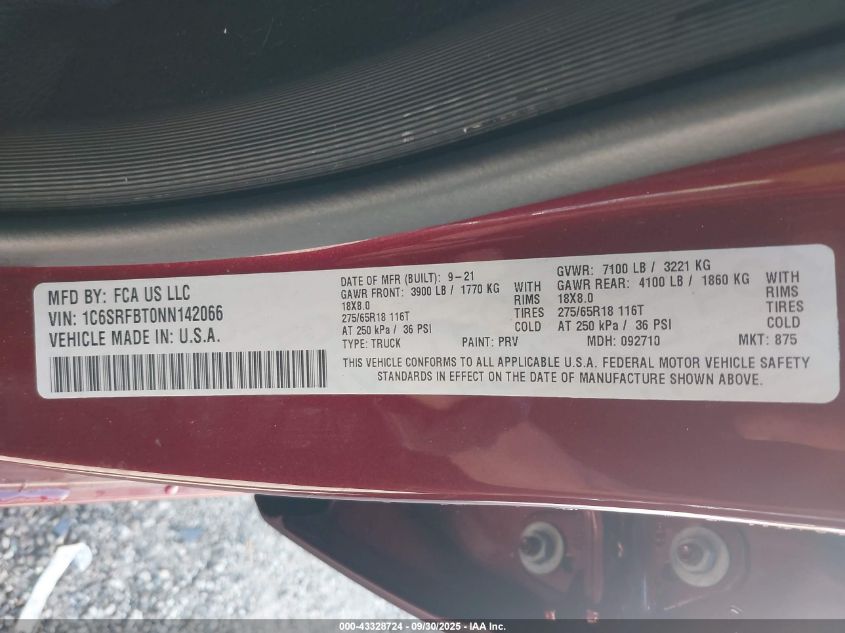 MFD BY: FCA US LLC
VIN: 1C6SRFBT0NN142066
VEHICLE MADE IN: U.S.A.
DATE OF MFR (BUILT): 9-21
GAWR FRONT: 3900 LB / 1770 KG WITH
18X8.0 RIMS
275/65R18 116T TIRES
AT 250 kPa / 36 PSI COLD
GVWR: 7100 LB / 3221 KG
GAWR REAR: 4100 LB / 1860 KG WITH
18X8.0 RIMS
275/65R18 116T TIRES
AT 250 kPa / 36 PSI COLD
TYPE: TRUCK PAINT: PRV MDH: 092710 MKT: 875
THIS VEHICLE CONFORMS TO ALL APPLICABLE U.S.A. FEDERAL MOTOR VEHICLE SAFETY
STANDARDS IN EFFECT ON THE DATE OF MANUFACTURE SHOWN ABOVE.
000-43328724 - 09/30/2025 - IAA Inc.